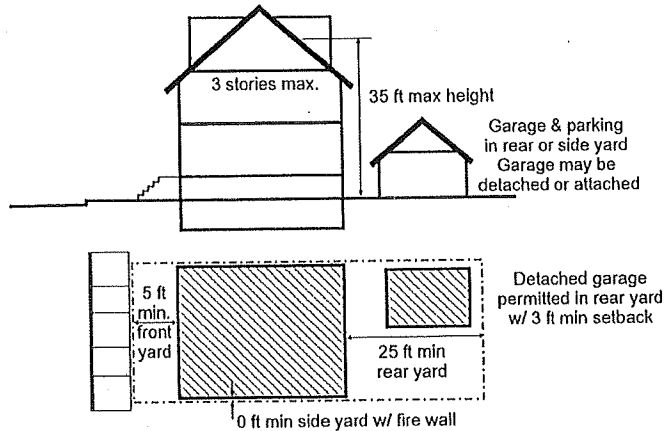 3 stories max.
35 ft max height
Garage & parking
in rear or side yard
Garage may be
detached or attached
5 ft
min.
front
yard
25 ft min
rear yard
Detached garage
permitted in rear yard
w/ 3 ft min setback
0 ft min side yard w/ fire wall